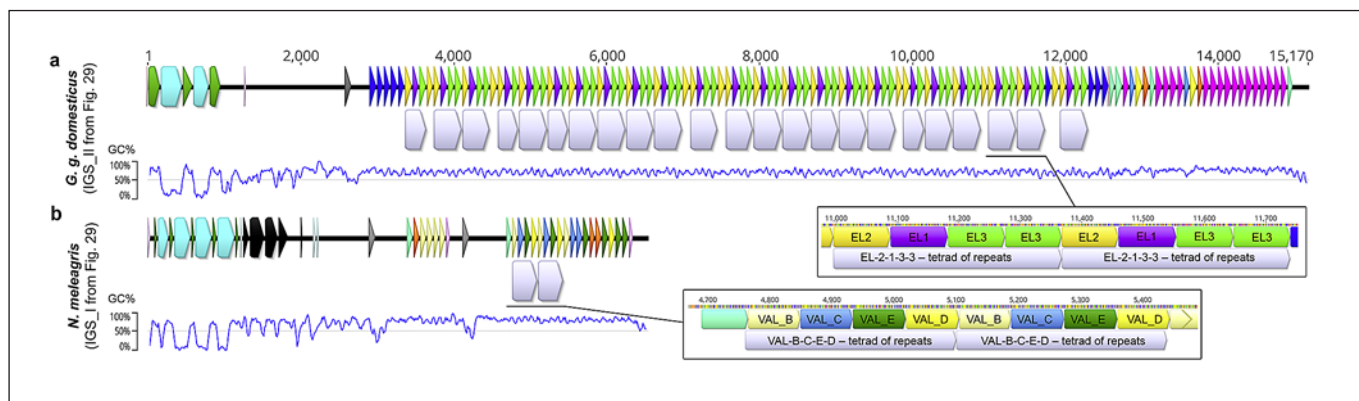 a
1 2,000 4,000 6,000 8,000 10,000 12,000 14,000 15,170
G. g. domesticus
(IGS_II from Fig. 29)
GC%
100%
50%
0%
b
N. meleagris
(IGS_I from Fig. 29)
GC%
100%
50%
0%
11,000 11,100 11,200 11,300 11,400 11,500 11,600 11,700
EL2 EL1 EL3 EL3 EL2 EL1 EL3 EL3
EL-2-1-3-3 – tetrad of repeats EL-2-1-3-3 – tetrad of repeats
4,700 4,800 4,900 5,000 5,100 5,200 5,300 5,400
VAL_B VAL_C VAL_E VAL_D VAL_B VAL_C VAL_E VAL_D
VAL-B-C-E-D – tetrad of repeats VAL-B-C-E-D – tetrad of repeats